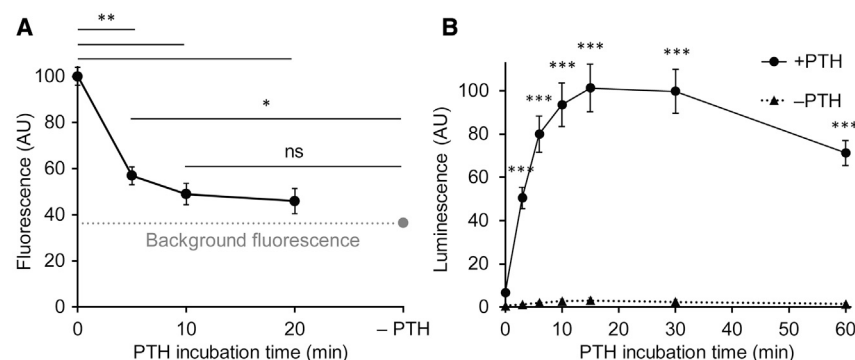 A
**
Fluorescence (AU)
100
80
60
40
20
0
*
ns
Background fluorescence
0
10
20
– PTH
PTH incubation time (min)
B
Luminescence (AU)
100
80
60
40
20
0
***
***
***
***
***
***
+PTH
–PTH
0
10
20
30
40
50
60
PTH incubation time (min)